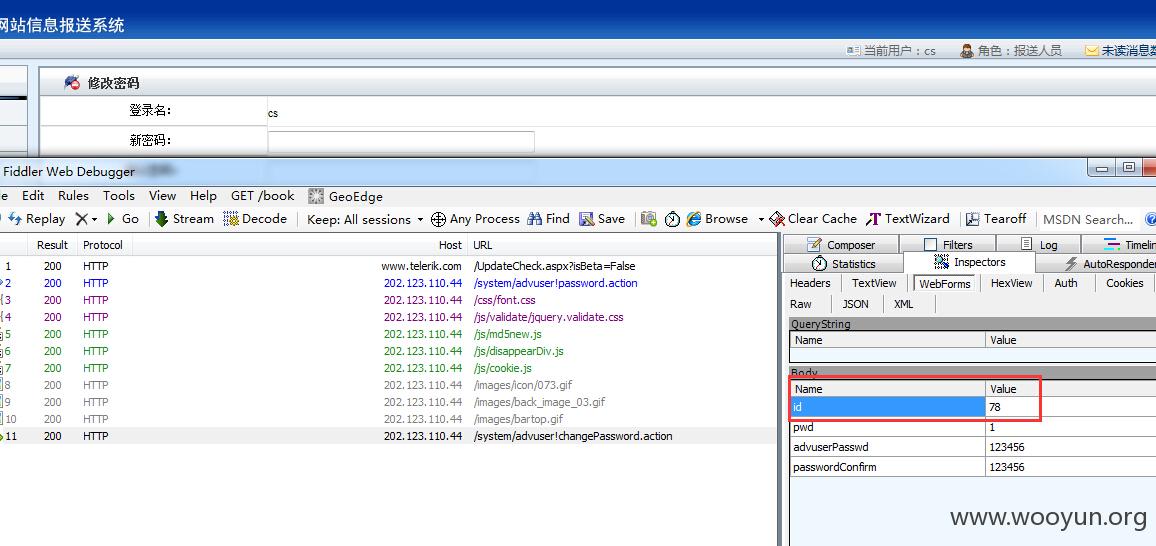 网站信息报送系统
当前用户：cs 角色：报送人员 未读消息数
修改密码
登录名： cs
新密码：
Fiddler Web Debugger
Edit Rules Tools View Help GET /book GeoEdge
Replay Go Stream Decode Keep: All sessions Any Process Find Save Browse Clear Cache TextWizard Tearoff MSDN Search...
Result Protocol Host URL
1 200 HTTP www.telerik.com /UpdateCheck.aspx?isBeta=False
2 200 HTTP 202.123.110.44 /system/advuser!password.action
3 200 HTTP 202.123.110.44 /css/font.css
4 200 HTTP 202.123.110.44 /js/validate/jquery.validate.css
5 200 HTTP 202.123.110.44 /js/md5new.js
6 200 HTTP 202.123.110.44 /js/disappearDiv.js
7 200 HTTP 202.123.110.44 /js/cookie.js
8 200 HTTP 202.123.110.44 /images/icon/073.gif
9 200 HTTP 202.123.110.44 /images/back_image_03.gif
10 200 HTTP 202.123.110.44 /images/bartop.gif
11 200 HTTP 202.123.110.44 /system/advuser!changePassword.action
Composer Filters Log Timelin
Statistics Inspectors AutoResponder
Headers TextView WebForms HexView Auth Cookies
Raw JSON XML
QueryString
Name Value
Body
Name Value
id 78
pwd 1
advuserPasswd 123456
passwordConfirm 123456
www.wooyun.org